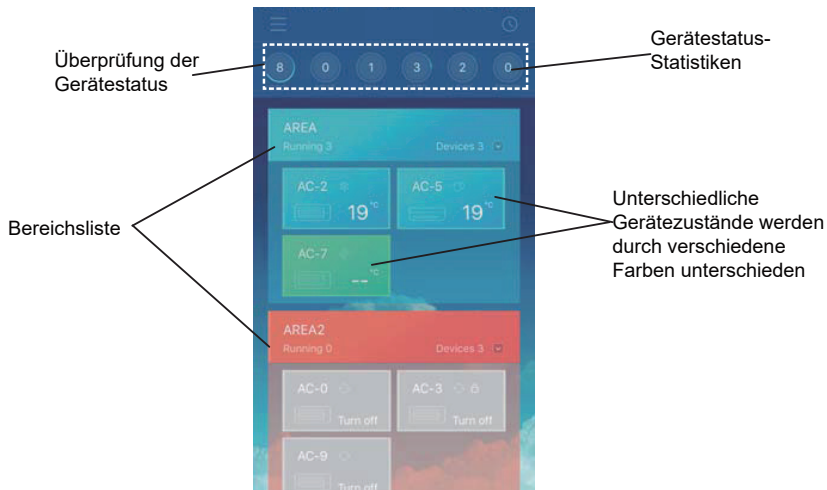 Überprüfung der
Gerätestatus
Gerätestatus-
Statistiken
8 0 1 3 2 0
AREA
Running 3 Devices 3
AC-2 AC-5
19 °C 19 °C
AC-7
-- °C
Bereichsliste
Unterschiedliche
Gerätezustände werden
durch verschiedene
Farben unterschieden
AREA2
Running 0 Devices 3
AC-0 AC-3
Turn off Turn off
AC-9
Turn off